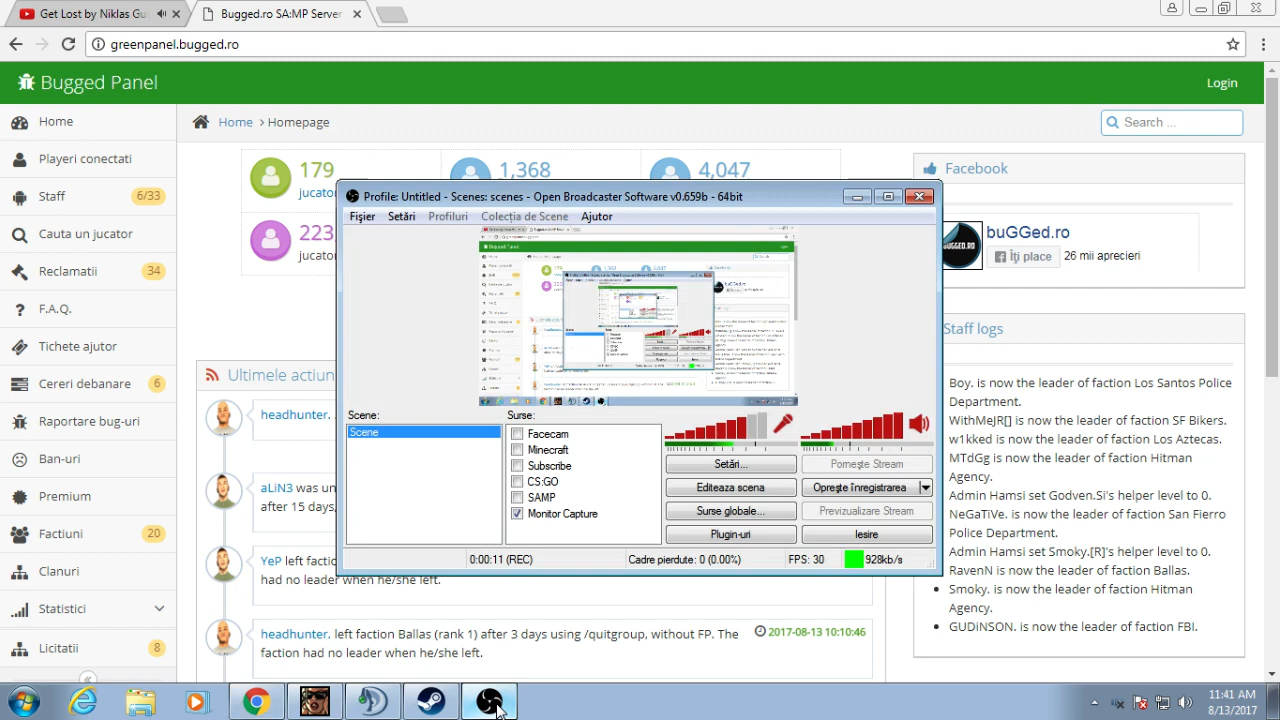 Get Lost by Niklas Gu
Bugged.ro SA:MP Server
greenpanel.bugged.ro
Bugged Panel
Login
Home
Playeri conectati
Staff 6/33
Cauta un jucator
Reclamatii 34
F.A.Q.
Tichete ajutor
Cereri debanare 6
Raportare bug-uri
Ban-uri
Premium
Factiuni 20
Clanuri
Statistici
Licitatii 8
Home > Homepage
Search ...
179
1,368
4,047
223
Ultimele actiun
headhunter.
aLiN3 was un
after 15 days,
YeP left factio
had no leader when he/she left.
headhunter. left faction Ballas (rank 1) after 3 days using /quitgroup, without FP. The
faction had no leader when he/she left.
2017-08-13 10:10:46
Profile: Untitled - Scenes: scenes - Open Broadcaster Software v0.659b - 64bit
Fișier Setări Profiluri Colecția de Scene Ajutor
Scene:
Scene
Surse:
Facecam
Minecraft
Subscribe
CS:GO
SAMP
Monitor Capture
Setări...
Pornește Stream
Editeaza scena
Oprește înregistrarea
Surse globale...
Previzualizare Stream
Plugin-uri
Iesire
0:00:11 (REC)
Cadre pierdute: 0 (0.00%)
FPS: 30
928kb/s
Facebook
BUGGED.RO
buGGed.ro
Îți place
26 mii aprecieri
Staff logs
Boy. is now the leader of faction Los Santos Police
Department.
WithMeJR[] is now the leader of faction SF Bikers.
w1kked is now the leader of faction Los Aztecas.
MTdGg is now the leader of faction Hitman
Agency.
Admin Hamsi set Godven.Si's helper level to 0.
NeGaTiVe. is now the leader of faction San Fierro
Police Department.
Admin Hamsi set Smoky.[R]'s helper level to 0.
RavenN is now the leader of faction Ballas.
Smoky. is now the leader of faction Hitman
Agency.
GUDiNSON. is now the leader of faction FBI.
11:41 AM
8/13/2017